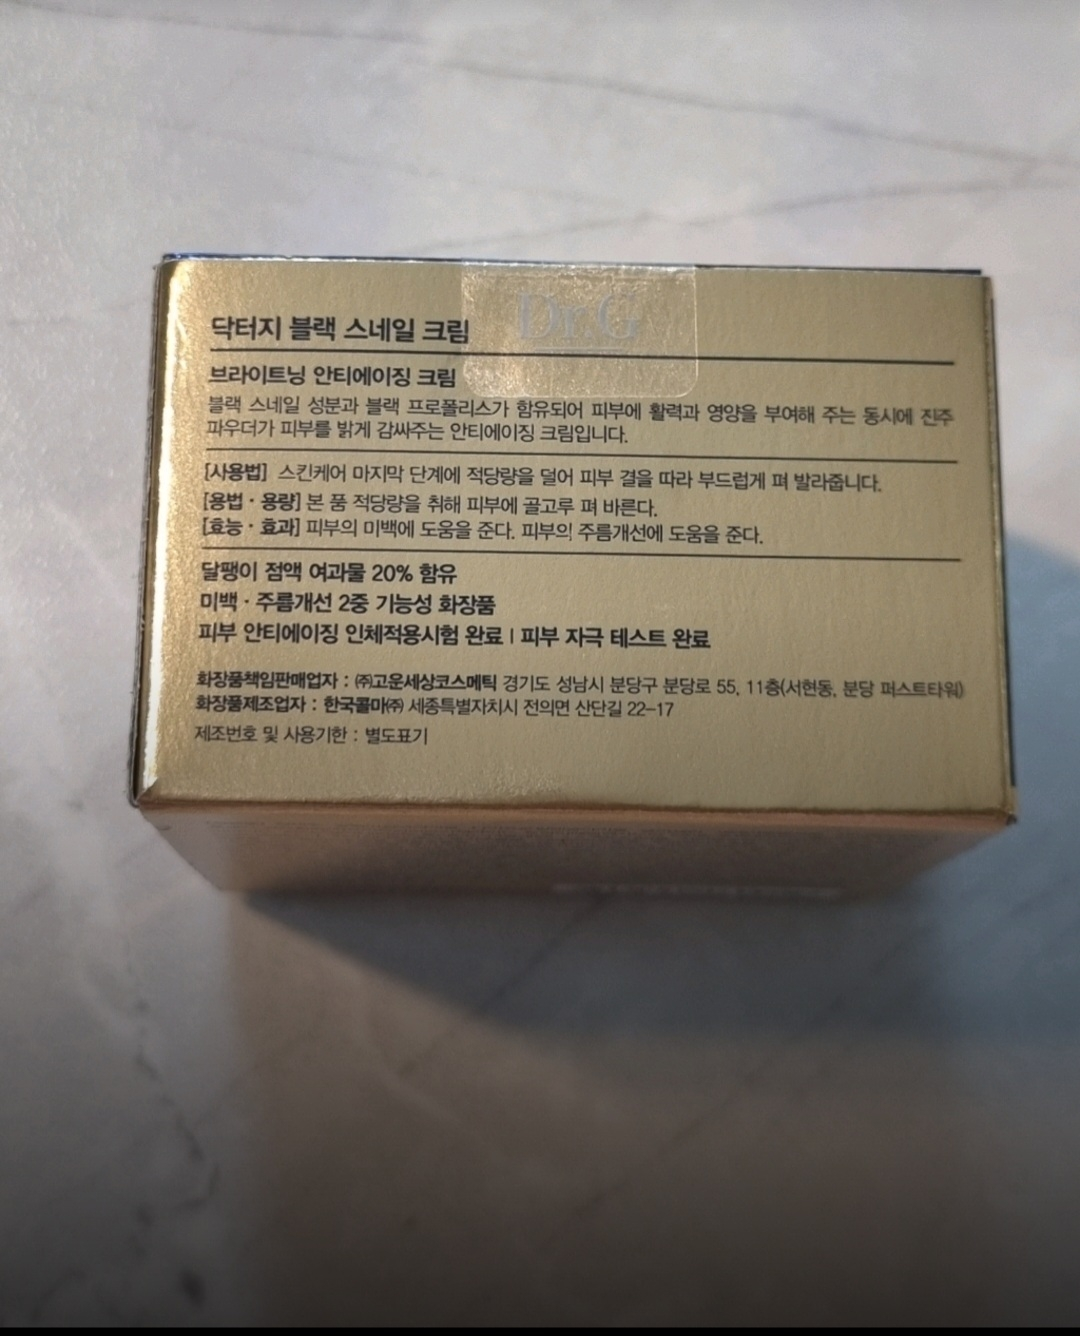 Dr.G
닥터지 블랙 스네일 크림
브라이트닝 안티에이징 크림
블랙 스네일 성분과 블랙 프로폴리스가 함유되어 피부에 활력과 영양을 부여해 주는 동시에 진주
파우더가 피부를 밝게 감싸주는 안티에이징 크림입니다.
[사용법] 스킨케어 마지막 단계에 적당량을 덜어 피부 결을 따라 부드럽게 펴 발라줍니다.
[용법 · 용량] 본 품 적당량을 취해 피부에 골고루 펴 바른다.
[효능 · 효과] 피부의 미백에 도움을 준다. 피부의 주름개선에 도움을 준다.
달팽이 점액 여과물 20% 함유
미백 · 주름개선 2중 기능성 화장품
피부 안티에이징 인체적용시험 완료 | 피부 자극 테스트 완료
화장품책임판매업자 : ㈜고운세상코스메틱 경기도 성남시 분당구 분당로 55, 11층(서현동, 분당 퍼스트타워)
화장품제조업자 : 한국콜마㈜ 세종특별자치시 전의면 산단길 22-17
제조번호 및 사용기한 : 별도표기